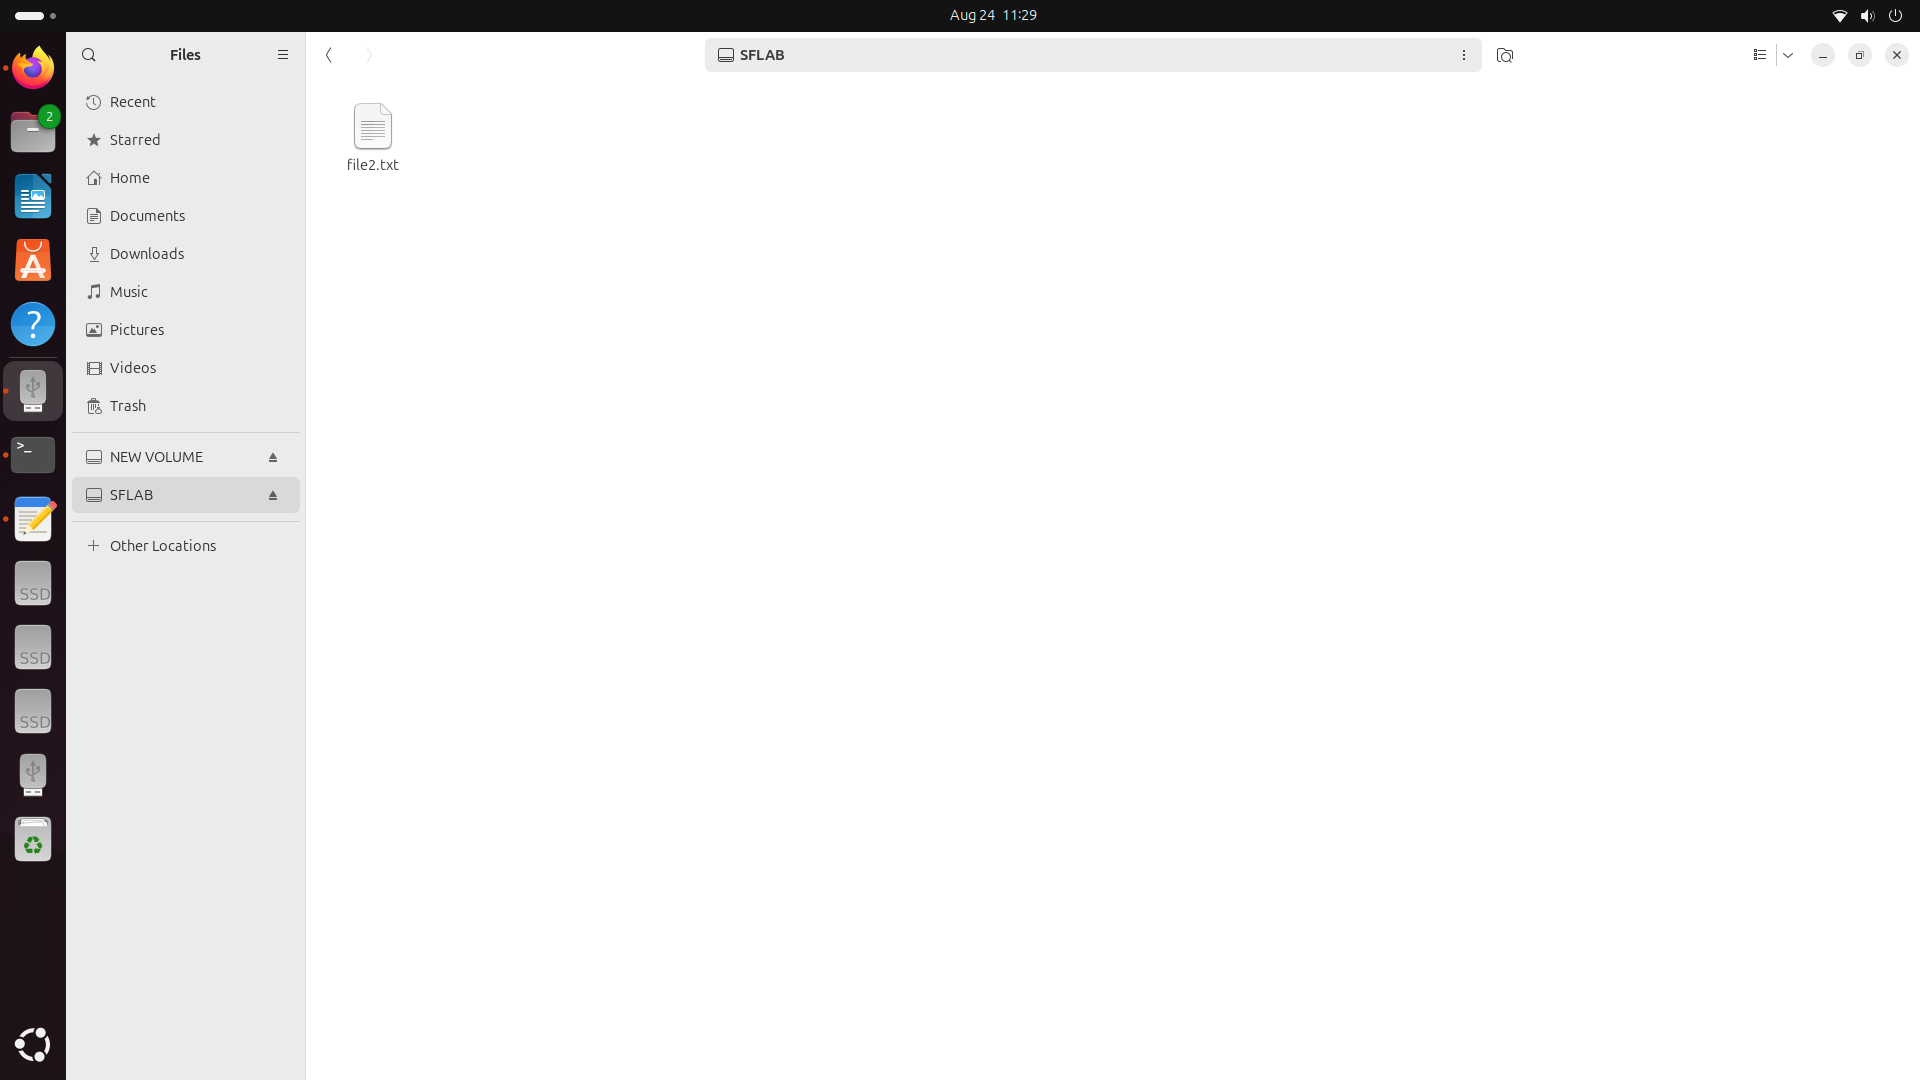 Aug 24 11:29
Files
SFLAB
2
Recent
Starred
Home
Documents
Downloads
Music
Pictures
Videos
Trash
NEW VOLUME
SFLAB
Other Locations
file2.txt
>_
SSD
SSD
SSD